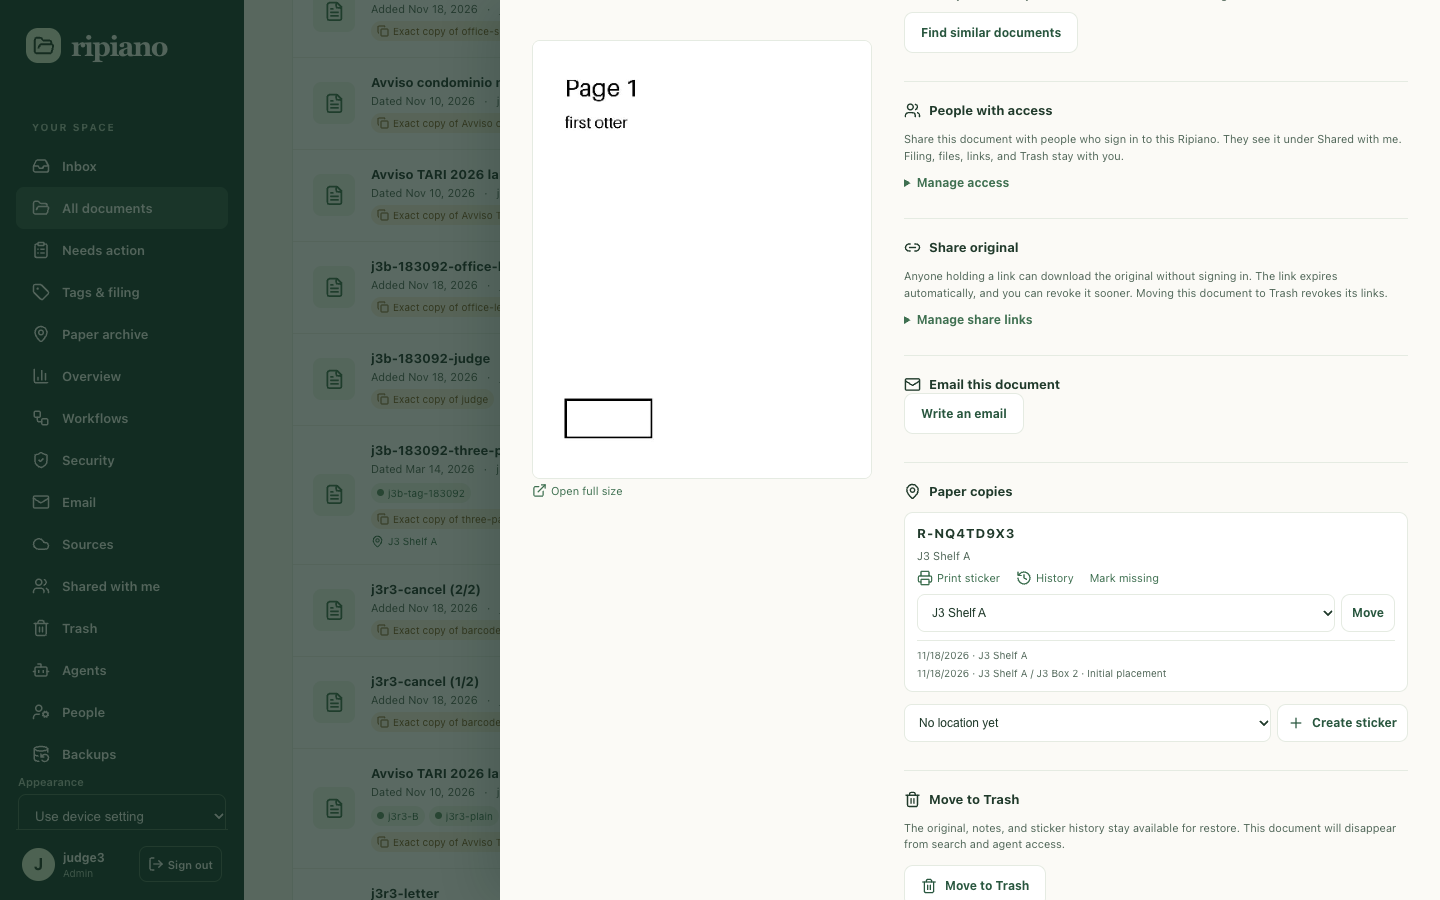 ripiano
YOUR SPACE
Inbox
All documents
Needs action
Tags & filing
Paper archive
Overview
Workflows
Security
Email
Sources
Shared with me
Trash
Agents
People
Backups
Appearance
Use device setting
J
judge3
Admin
Sign out
Added Nov 18, 2026 ·
Exact copy of office-s
Avviso condominio r
Dated Nov 10, 2026 ·
Exact copy of Avviso c
Avviso TARI 2026 la
Dated Nov 10, 2026 · j
Exact copy of Avviso T
j3b-183092-office-l
Added Nov 18, 2026 ·
Exact copy of office-le
j3b-183092-judge
Added Nov 18, 2026 ·
Exact copy of judge
j3b-183092-three-p
Dated Mar 14, 2026 · j
j3b-tag-183092
Exact copy of three-pa
J3 Shelf A
j3r3-cancel (2/2)
Added Nov 18, 2026 ·
Exact copy of barcode
j3r3-cancel (1/2)
Added Nov 18, 2026 ·
Exact copy of barcode
Avviso TARI 2026 la
Dated Nov 10, 2026 · j
j3r3-B
j3r3-plain
Exact copy of Avviso T
j3r3-letter
Page 1
first otter
Open full size
Find similar documents
People with access
Share this document with people who sign in to this Ripiano. They see it under Shared with me.
Filing, files, links, and Trash stay with you.
Manage access
Share original
Anyone holding a link can download the original without signing in. The link expires
automatically, and you can revoke it sooner. Moving this document to Trash revokes its links.
Manage share links
Email this document
Write an email
Paper copies
R-NQ4TD9X3
J3 Shelf A
Print sticker
History
Mark missing
J3 Shelf A
Move
11/18/2026 · J3 Shelf A
11/18/2026 · J3 Shelf A / J3 Box 2 · Initial placement
No location yet
Create sticker
Move to Trash
The original, notes, and sticker history stay available for restore. This document will disappear
from search and agent access.
Move to Trash